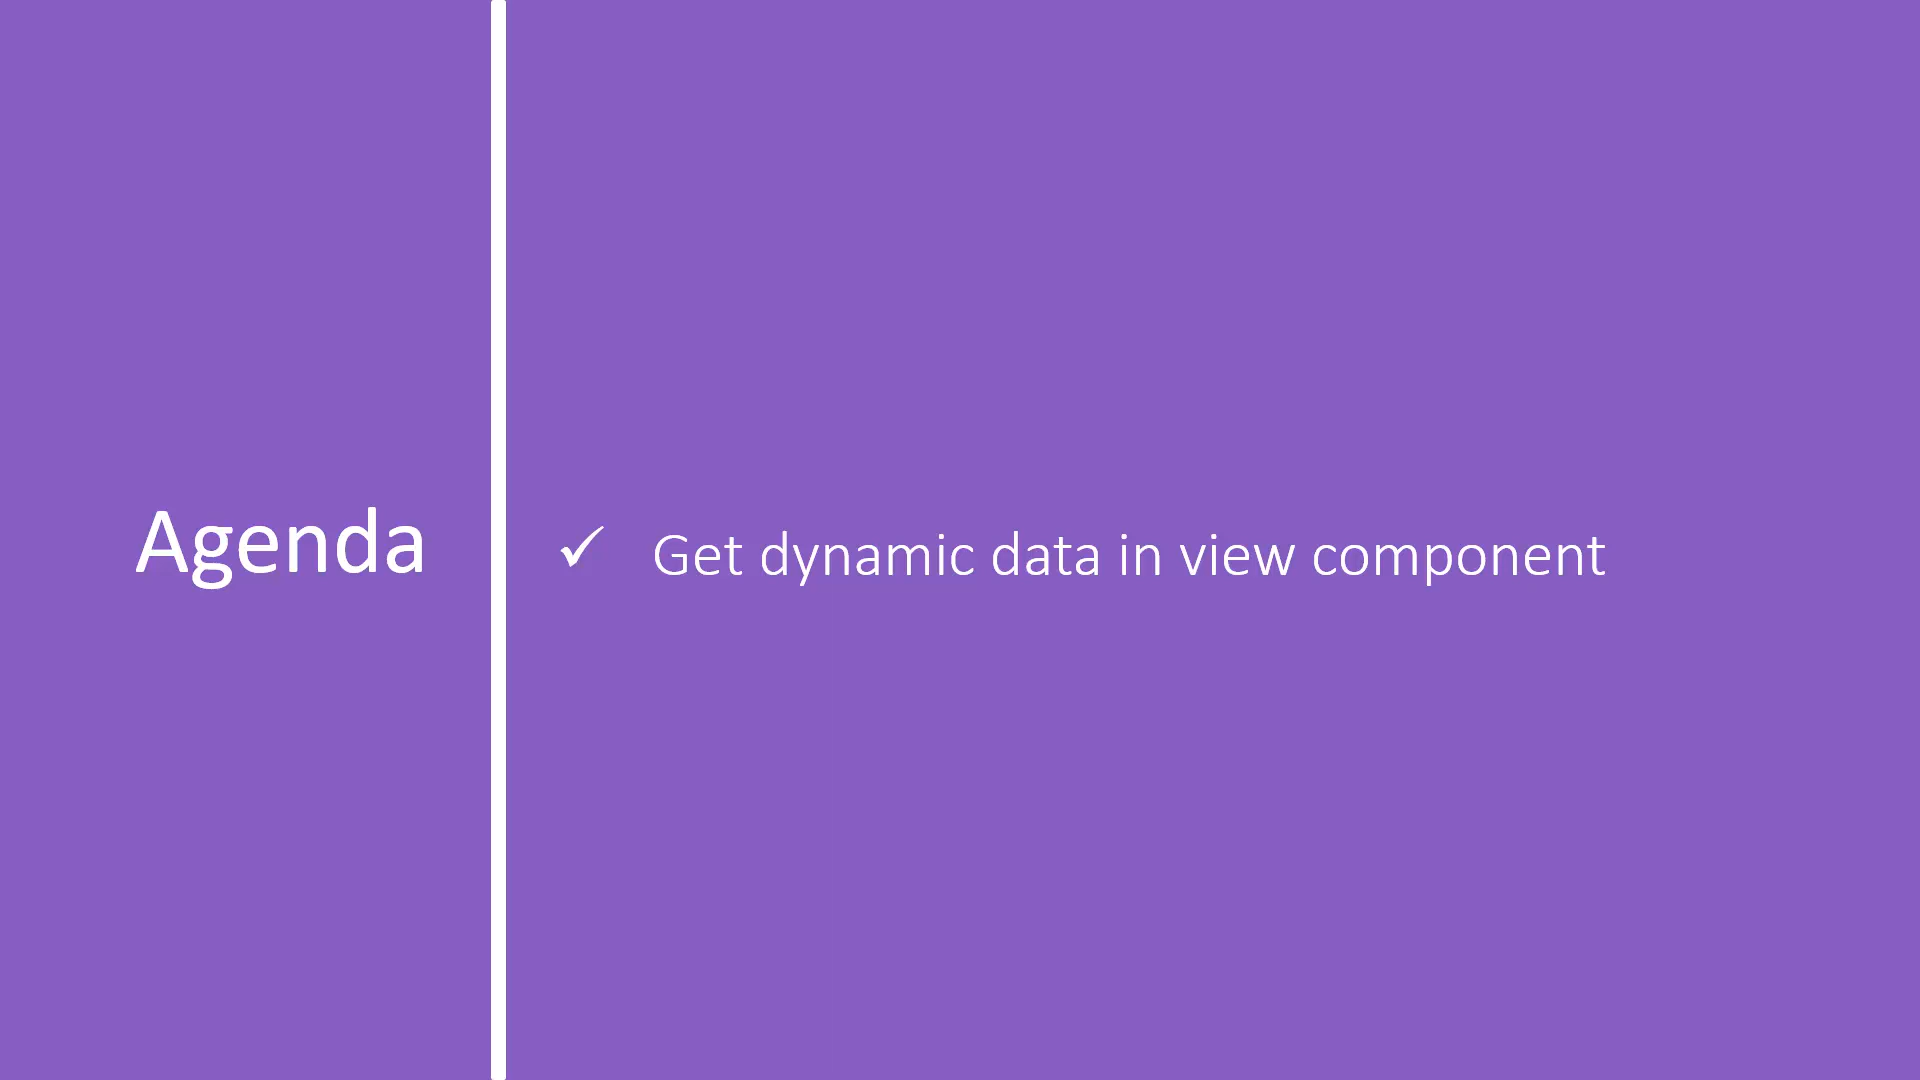 Agenda
✓ Get dynamic data in view component